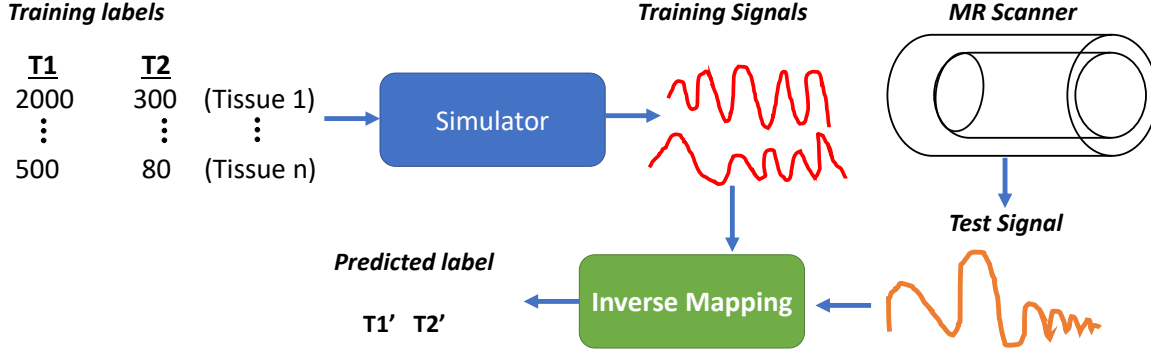 Training labels
Training Signals
MR Scanner
T1 T2
2000 300 (Tissue 1)
Simulator
500 80 (Tissue n)
Test Signal
Predicted label
Inverse Mapping
T1’ T2’